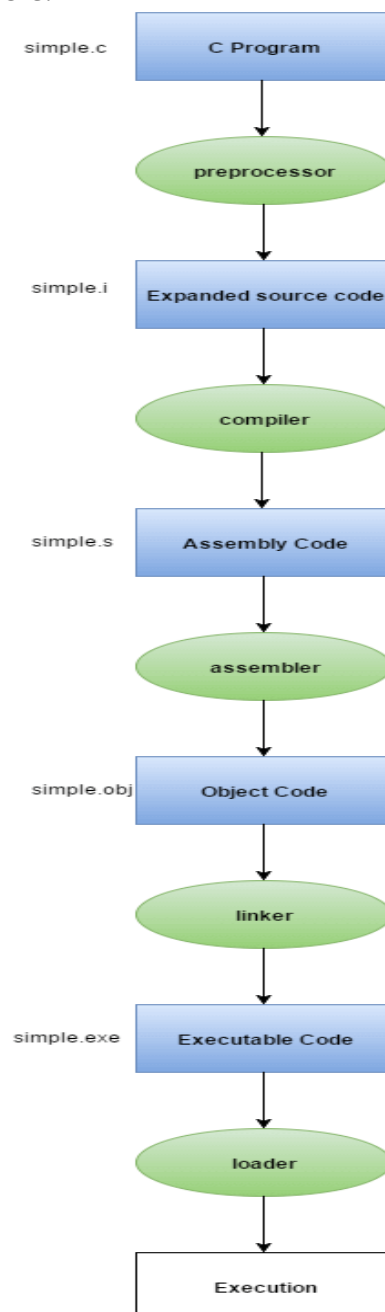 simple.c C Program
preprocessor
simple.i Expanded source code
compiler
simple.s Assembly Code
assembler
simple.obj Object Code
linker
simple.exe Executable Code
loader
Execution